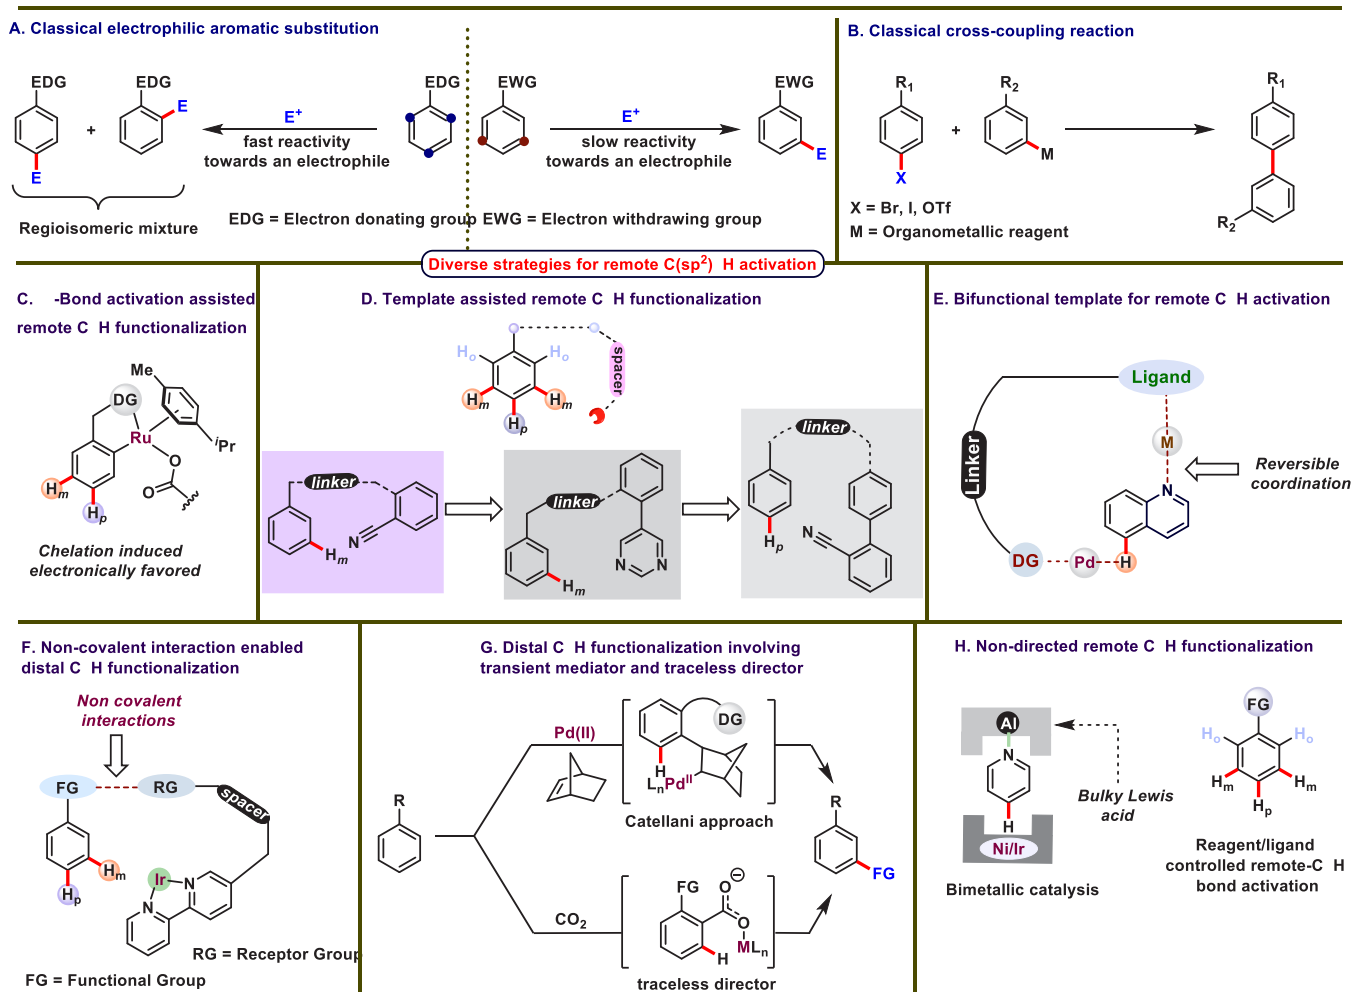 A. Classical electrophilic aromatic substitution
EDG
E
+
EDG
E
E+
fast reactivity
towards an electrophile
EDG
EWG
E+
slow reactivity
towards an electrophile
EWG
E
Regioisomeric mixture
EDG = Electron donating group
EWG = Electron withdrawing group
B. Classical cross-coupling reaction
R1
X
+
R2
M
R1
R2
X = Br, I, OTf
M = Organometallic reagent
Diverse strategies for remote C(sp2) H activation
C. -Bond activation assisted
remote C H functionalization
Me
DG
Ru
iPr
O
O
Hm
Hp
Chelation induced
electronically favored
D. Template assisted remote C H functionalization
Ho
Ho
spacer
Hm
Hm
Hp
linker
N
Hm
linker
N
N
Hm
linker
Hp
N
E. Bifunctional template for remote C H activation
Ligand
M
Linker
N
Reversible
coordination
DG
Pd
H
F. Non-covalent interaction enabled
distal C H functionalization
Non covalent
interactions
FG
RG
spacer
Hm
Hp
Ir
N
N
RG = Receptor Group
FG = Functional Group
G. Distal C H functionalization involving
transient mediator and traceless director
Pd(II)
DG
H
LnPdII
Catellani approach
R
R
FG
CO2
FG
O
O
MLn
H
traceless director
H. Non-directed remote C H functionalization
Al
N
H
Ni/Ir
Bulky Lewis
acid
Bimetallic catalysis
FG
Ho
Ho
Hm
Hm
Hp
Reagent/ligand
controlled remote-C H
bond activation